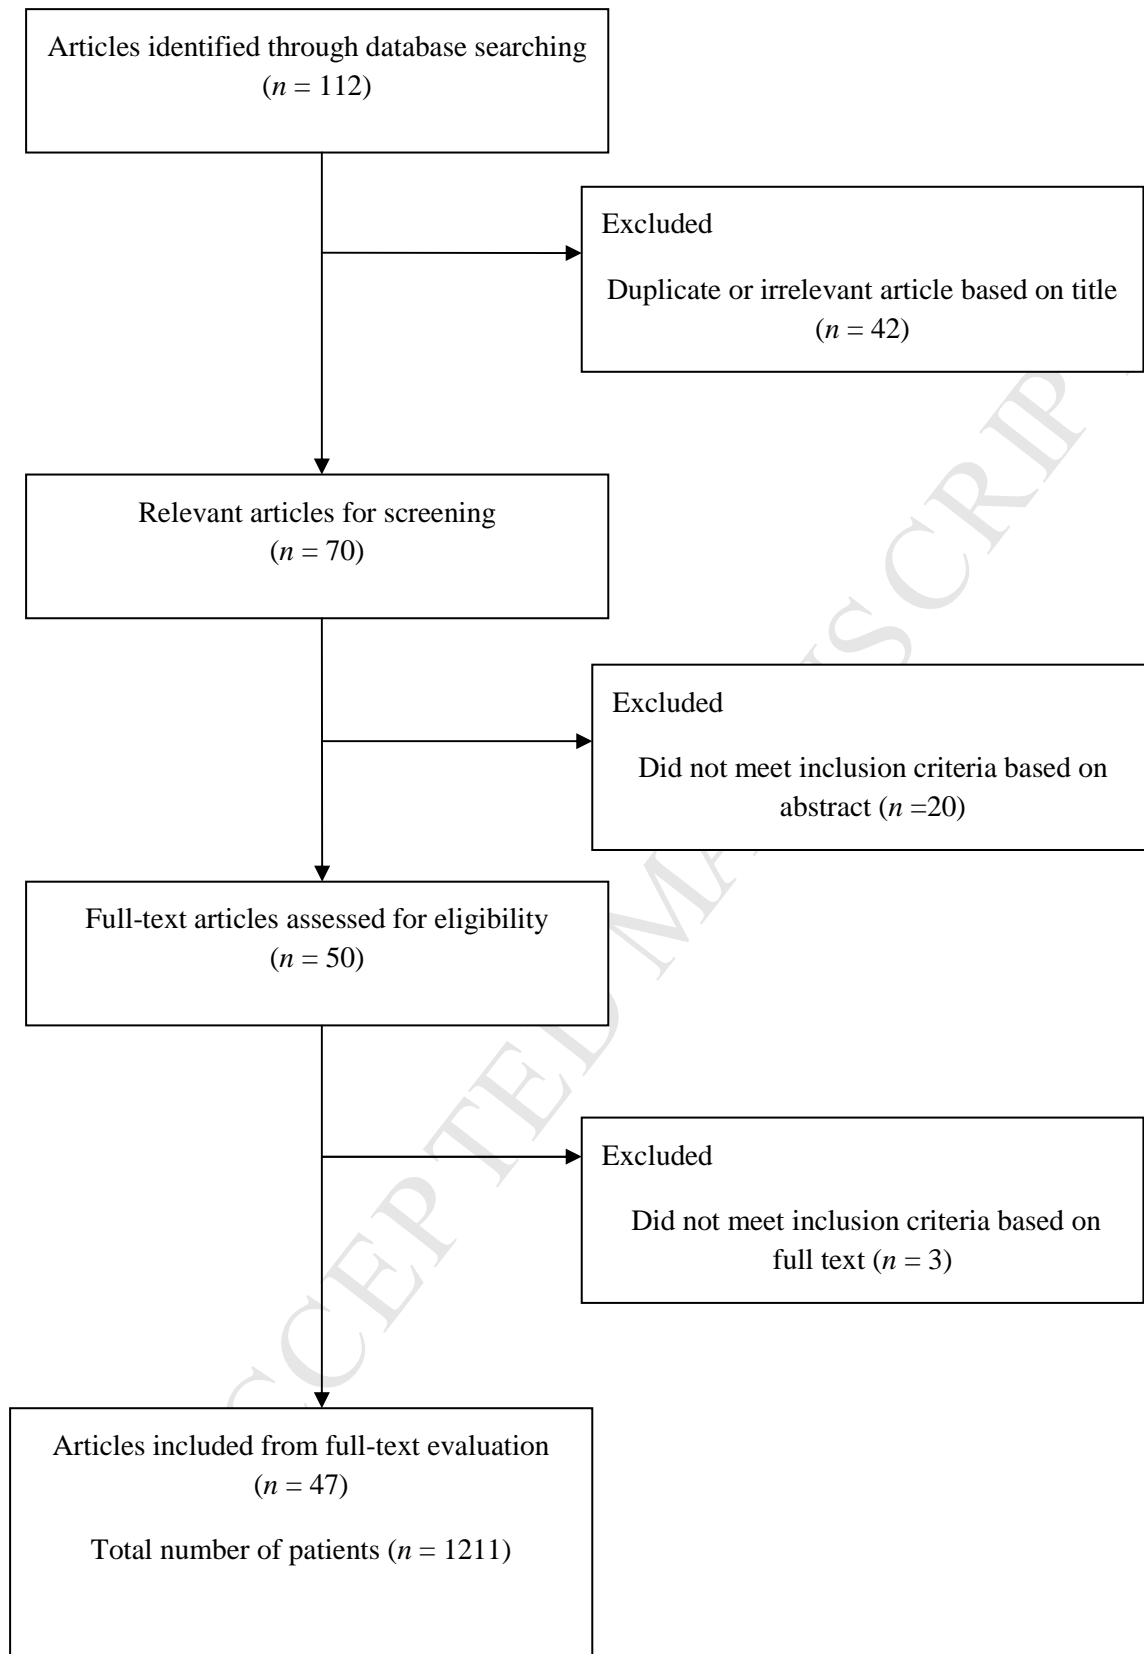 Articles identified through database searching
(n = 112)
Excluded
Duplicate or irrelevant article based on title
(n = 42)
Relevant articles for screening
(n = 70)
Excluded
Did not meet inclusion criteria based on
abstract (n =20)
Full-text articles assessed for eligibility
(n = 50)
Excluded
Did not meet inclusion criteria based on
full text (n = 3)
Articles included from full-text evaluation
(n = 47)
Total number of patients (n = 1211)
CCEPTED MANUSCRIP